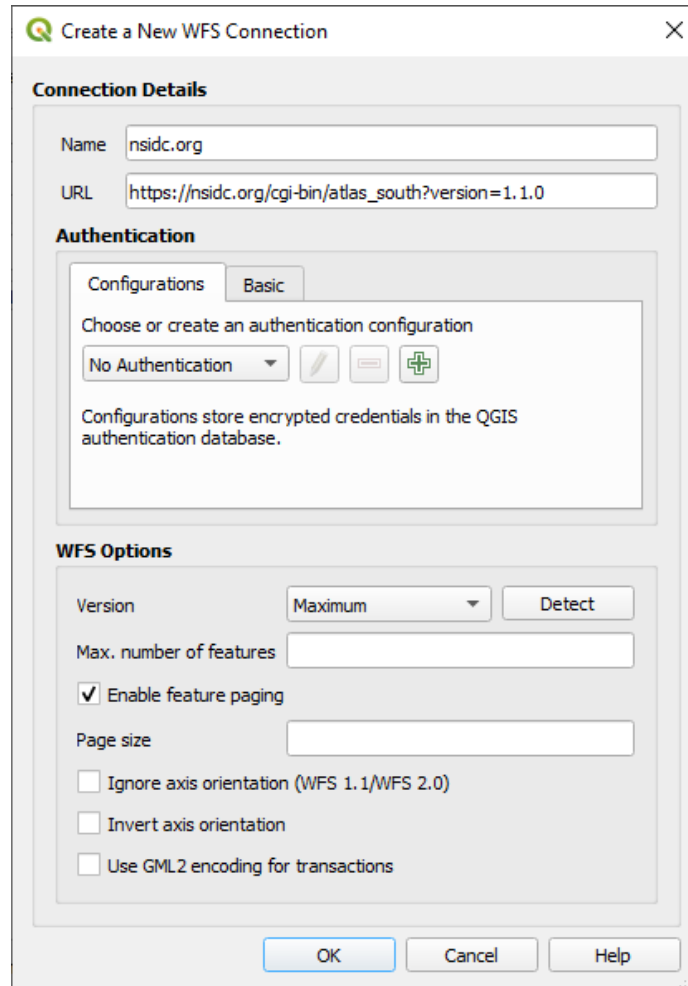 Create a New WFS Connection
Connection Details
Name nsidc.org
URL https://nsidc.org/cgi-bin/atlas_south?version=1.1.0
Authentication
Configurations Basic
Choose or create an authentication configuration
No Authentication
Configurations store encrypted credentials in the QGIS
authentication database.
WFS Options
Version Maximum Detect
Max. number of features
Enable feature paging
Page size
Ignore axis orientation (WFS 1.1/WFS 2.0)
Invert axis orientation
Use GML2 encoding for transactions
OK Cancel Help